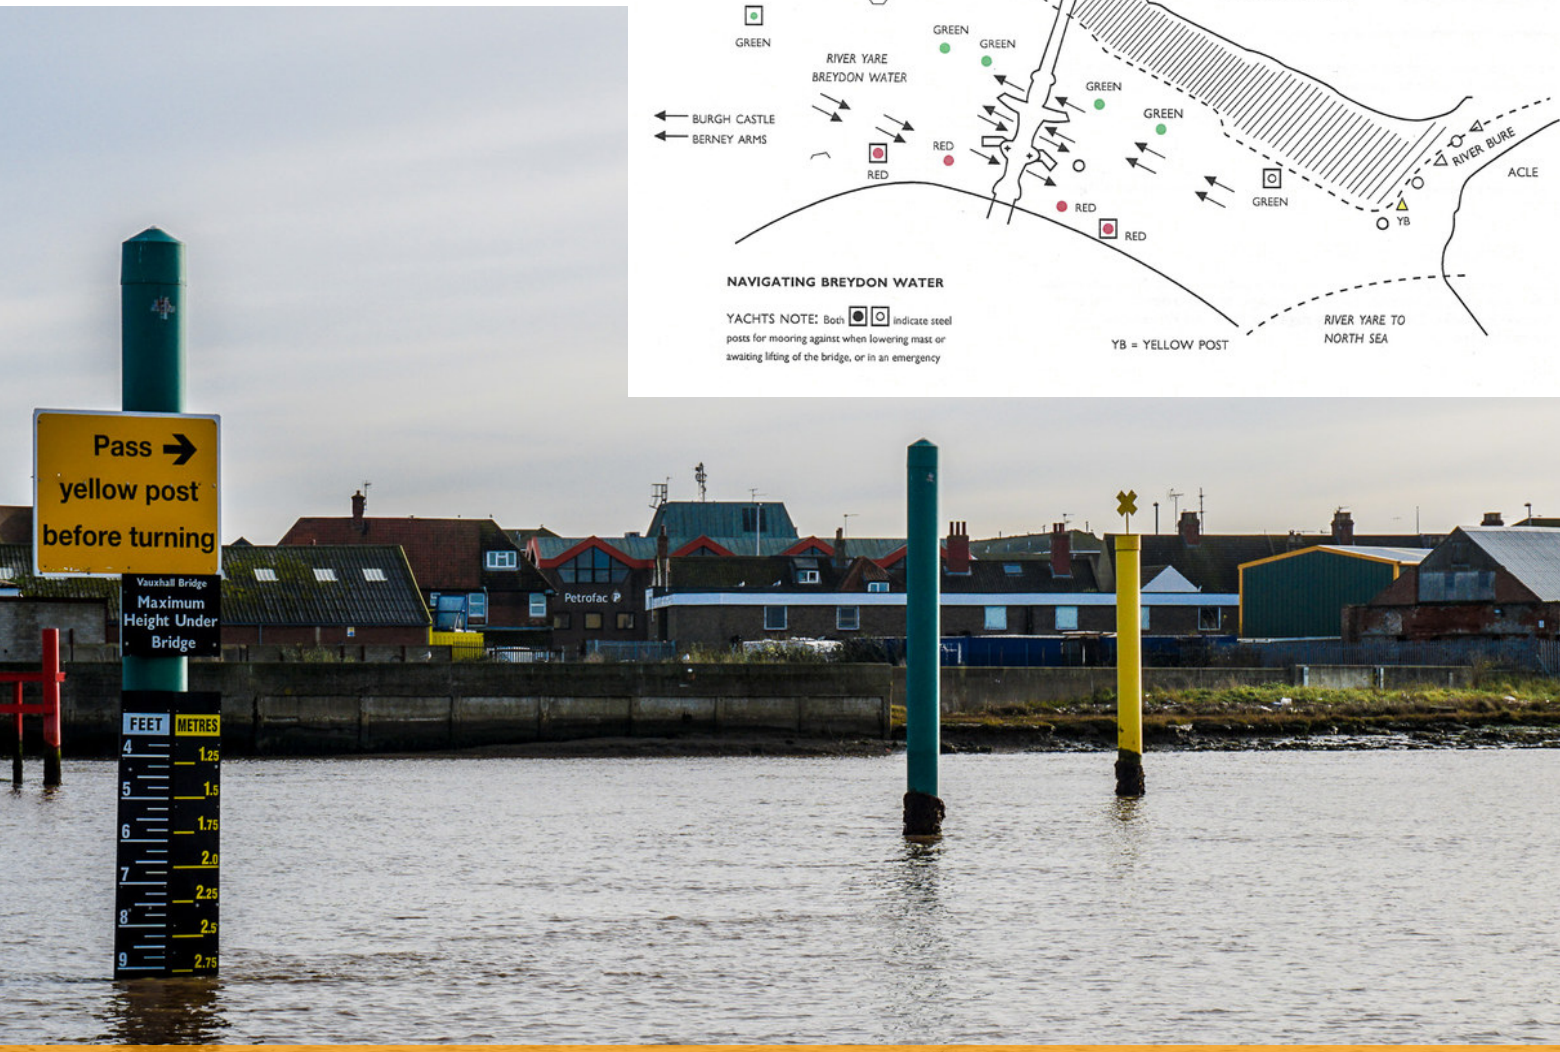 GREEN
GREEN
GREEN
RIVER YARE
BREYDON WATER
GREEN
GREEN
BURGH CASTLE
BERNEY ARMS
RED
RED
GREEN
RIVER BURE
ACLE
RED
RED
YB
NAVIGATING BREYDON WATER
YACHTS NOTE: Both indicate steel
posts for mooring against when lowering mast or
awaiting lifting of the bridge, or in an emergency
YB = YELLOW POST
RIVER YARE TO
NORTH SEA
Pass →
yellow post
before turning
Vauxhall Bridge
Maximum
Height Under
Bridge
Petrofac P
FEET METRES
4 1.25
5 1.5
6 1.75
2.0
7 2.25
8 2.5
9 2.75